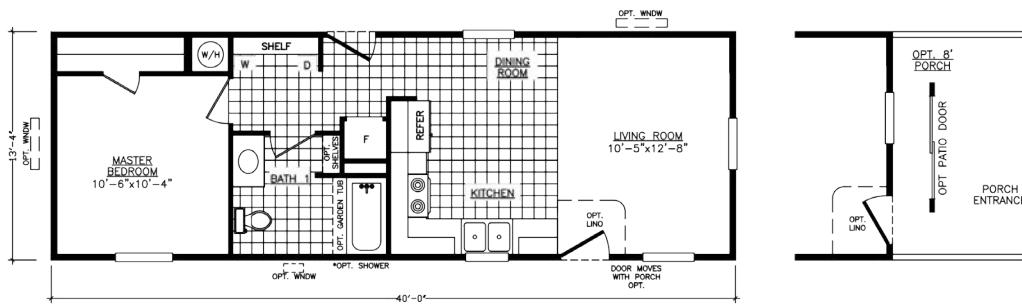 OPT. WNDW
SHELF
W/H
W
D
DINING
ROOM
OPT. 8'
PORCH
13'-4"
OPT. WNDW
MASTER
BEDROOM
10'-6"x10'-4"
OPT.
SHELVES
F
REFER
LIVING ROOM
10'-5"x12'-8"
OPT PATIO DOOR
BATH 1
KITCHEN
OPT. GARDEN TUB
PORCH
ENTRANCE
OPT.
LINO
OPT.
LINO
OPT. WNDW
*OPT. SHOWER
DOOR MOVES
WITH PORCH
OPT.
40'-0"